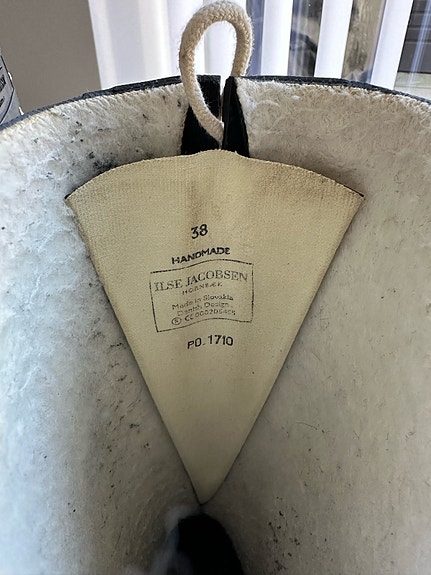 38
HANDMADE
ILSE JACOBSEN
HORNBÆK
Made in Slovakia
Danish Design
PO. 1710